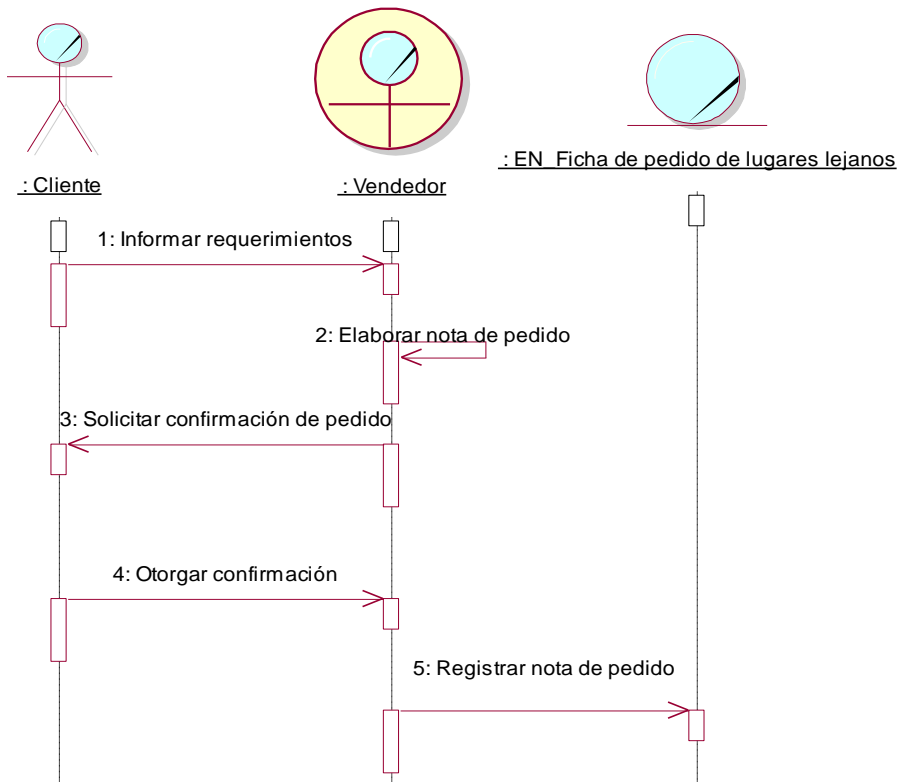 : Cliente
: Vendedor
: EN_Ficha de pedido de lugares lejanos
1: Informar requerimientos
2: Elaborar nota de pedido
3: Solicitar confirmación de pedido
4: Otorgar confirmación
5: Registrar nota de pedido